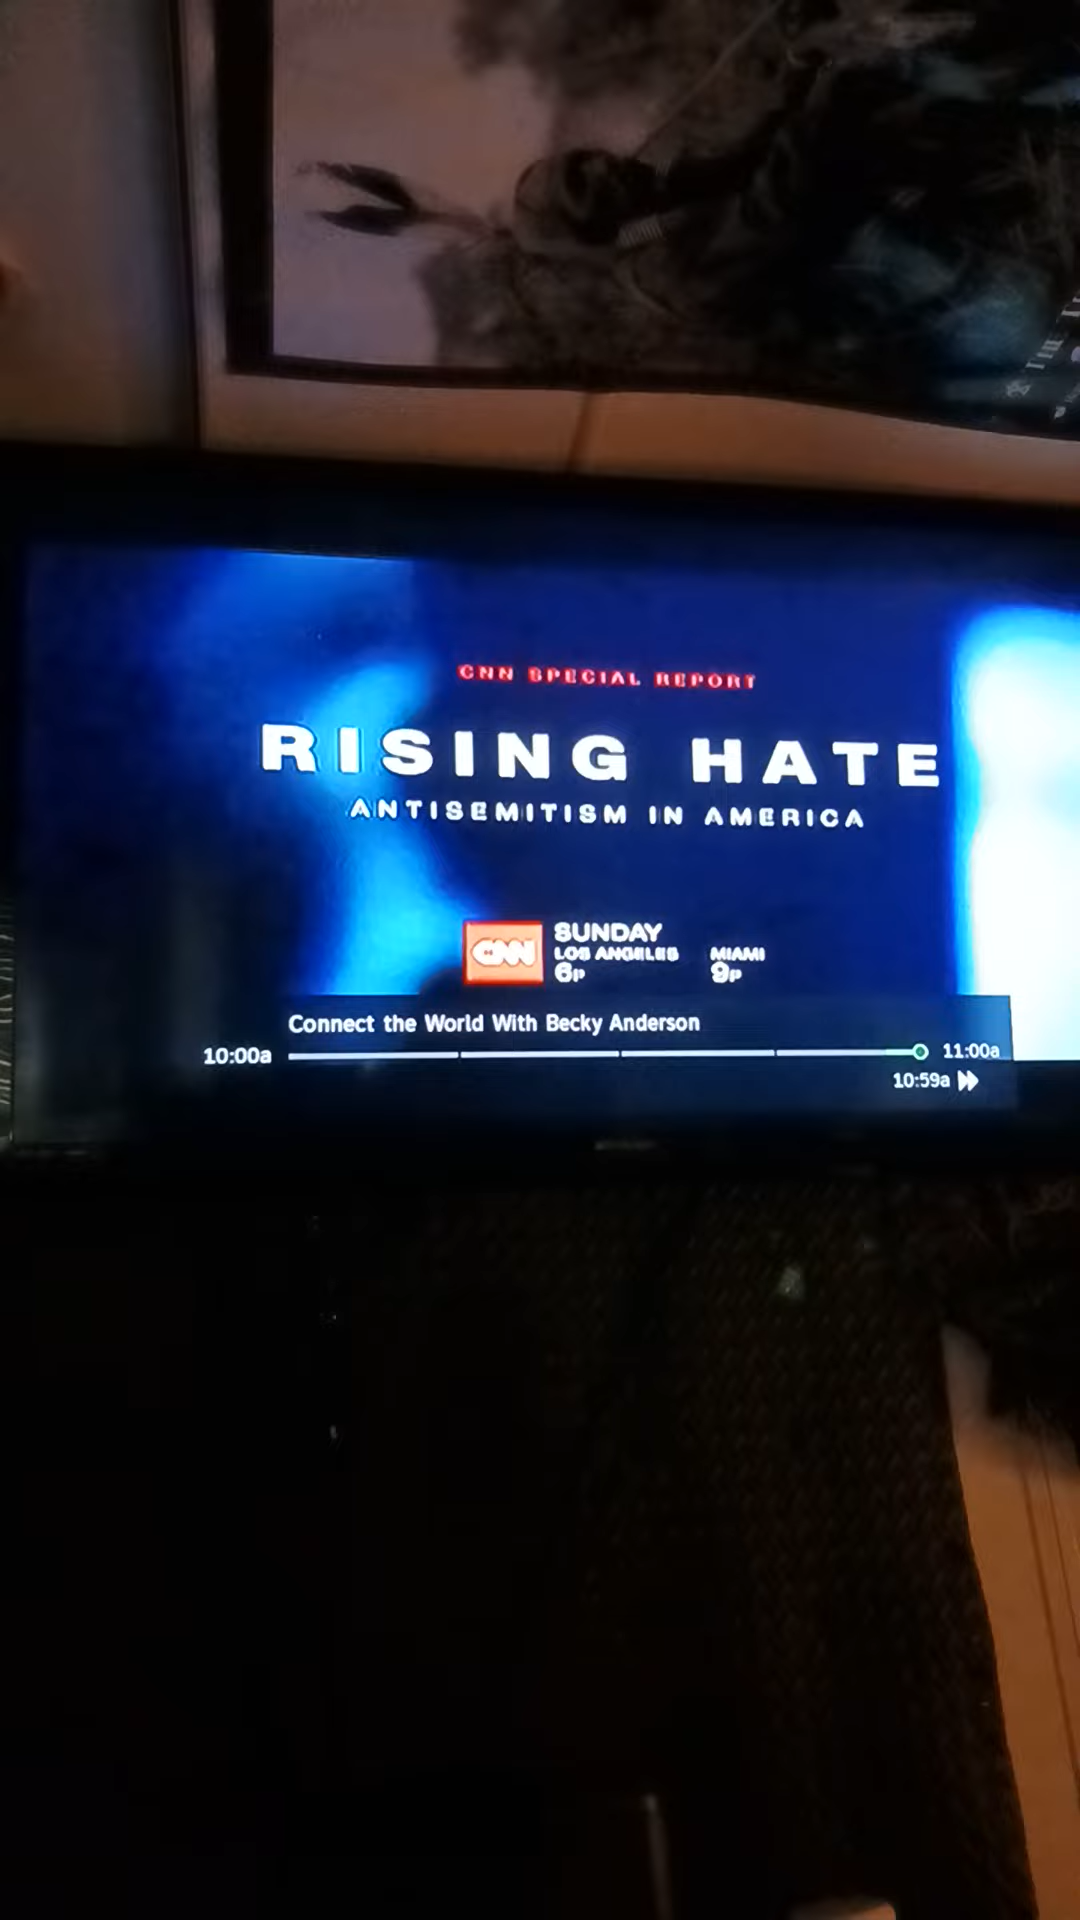 THE
CNN SPECIAL REPORT
RISING HATE
ANTISEMITISM IN AMERICA
CNN
SUNDAY
LOS ANGELES MIAMI
6P 9P
Connect the World With Becky Anderson
10:00a 11:00a
10:59a